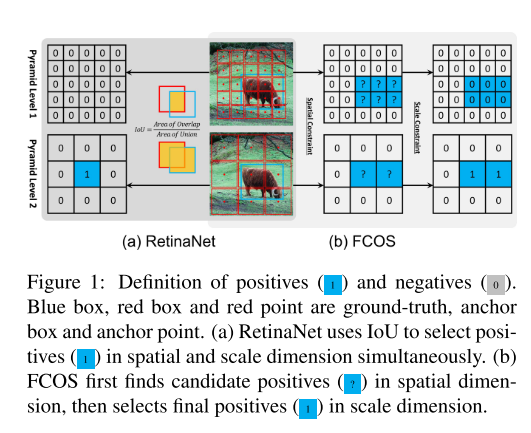 Pyramid Level 1
0 0 0 0 0
0 0 0 0 0
0 0 0 0 0
0 0 0 0 0
0 0 0 0 0
IoU = Area of Overlap
Area of Union
0 0 0 0 0
0 0 0 0 0
0 0 ? ? ?
0 0 ? ? ?
0 0 0 0 0
Spatial Constraint
Scale Constraint
0 0 0 0 0
0 0 0 0 0
0 0 0 0 0
0 0 0 0 0
0 0 0 0 0
Pyramid Level 2
0 0 0
0 1 0
0 0 0
0 0 0
0 ? ?
0 0 0
0 0 0
0 1 1
0 0 0
(a) RetinaNet
(b) FCOS
Figure 1: Definition of positives ( 1 ) and negatives ( 0 ).
Blue box, red box and red point are ground-truth, anchor
box and anchor point. (a) RetinaNet uses IoU to select posi-
tives ( 1 ) in spatial and scale dimension simultaneously. (b)
FCOS first finds candidate positives ( ? ) in spatial dimen-
sion, then selects final positives ( 1 ) in scale dimension.